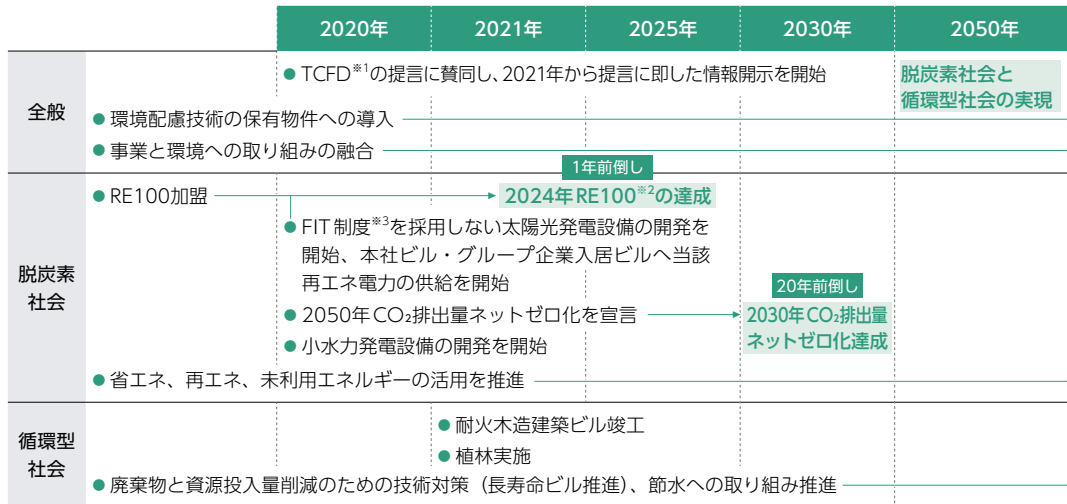 2020年 2021年 2025年 2030年 2050年
全般
● TCFD※1の提言に賛同し、2021年から提言に即した情報開示を開始
脱炭素社会と
循環型社会の実現
● 環境配慮技術の保有物件への導入
● 事業と環境への取り組みの融合
脱炭素
社会
1年前倒し
● RE100加盟
2024年RE100※2の達成
● FIT制度※3を採用しない太陽光発電設備の開発を
開始、本社ビル・グループ企業入居ビルへ当該
再エネ電力の供給を開始
20年前倒し
● 2050年CO₂排出量ネットゼロ化を宣言
2030年CO₂排出量
ネットゼロ化達成
● 小水力発電設備の開発を開始
● 省エネ、再エネ、未利用エネルギーの活用を推進
循環型
社会
● 耐火木造建築ビル竣工
● 植林実施
● 廃棄物と資源投入量削減のための技術対策（長寿命ビル推進）、節水への取り組み推進